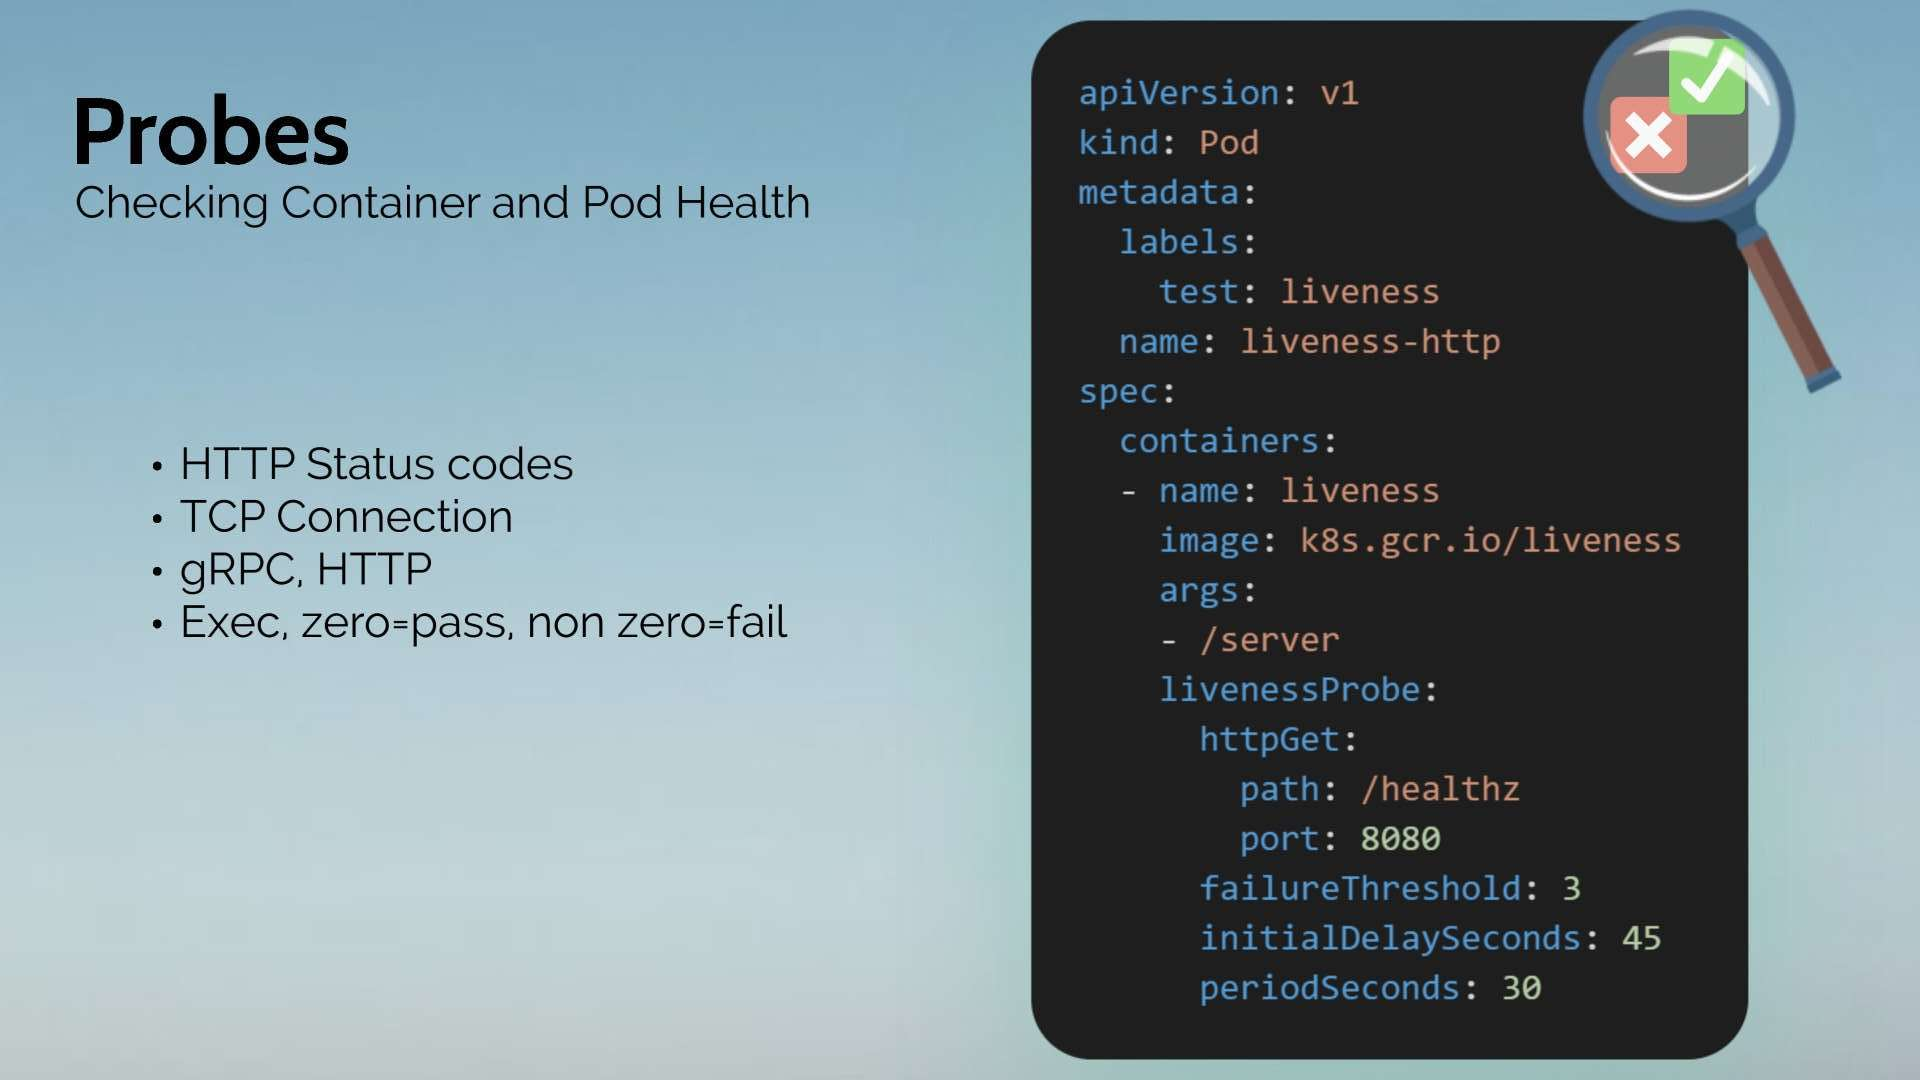 Probes
Checking Container and Pod Health
• HTTP Status codes
• TCP Connection
• gRPC, HTTP
• Exec, zero=pass, non zero=fail
apiVersion: v1
kind: Pod
metadata:
  labels:
    test: liveness
  name: liveness-http
spec:
  containers:
  - name: liveness
    image: k8s.gcr.io/liveness
    args:
    - /server
    livenessProbe:
      httpGet:
        path: /healthz
        port: 8080
      failureThreshold: 3
      initialDelaySeconds: 45
      periodSeconds: 30